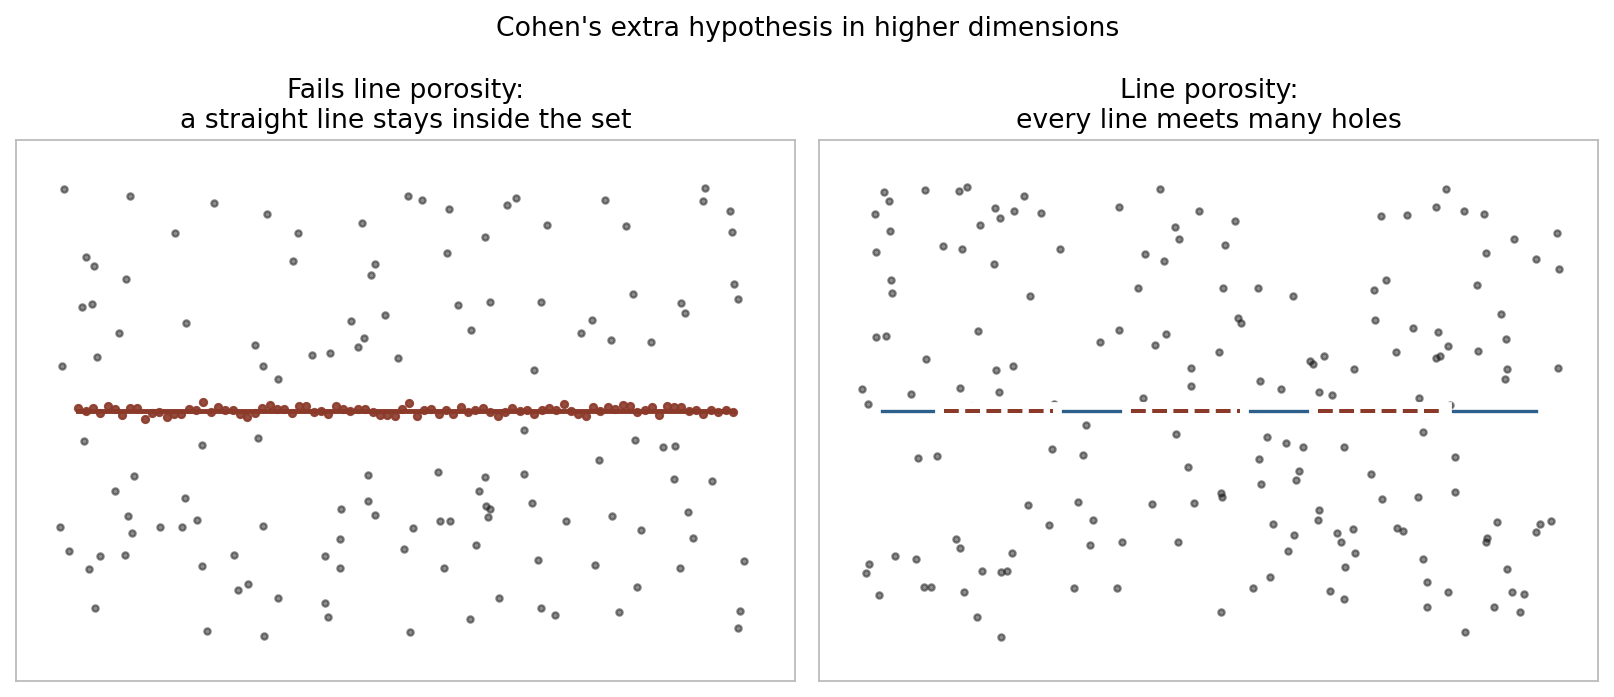 Cohen's extra hypothesis in higher dimensions
Fails line porosity:
a straight line stays inside the set
Line porosity:
every line meets many holes